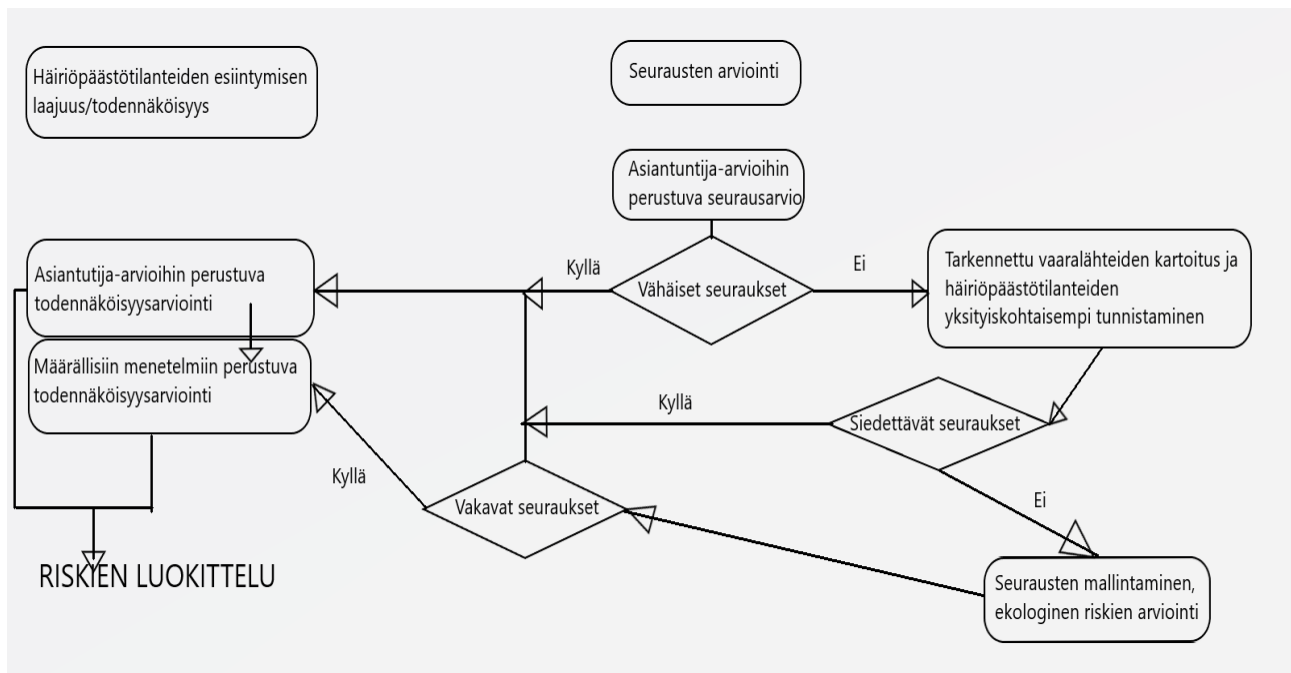 Häiriöpäästötilanteiden esiintymisen
laajuus/todennäköisyys
Seurausten arviointi
Asiantuntija-arvioihin
perustuva seurausarvio
Kyllä
Vähäiset seuraukset
Ei
Tarkennettu vaaralähteiden kartoitus ja
häiriöpäästötilanteiden
yksityiskohtaisempi tunnistaminen
Asiantutija-arvioihin perustuva
todennäköisyysarviointi
Määrällisiin menetelmiin perustuva
todennäköisyysarviointi
Kyllä
Siedettävät seuraukset
Kyllä
Vakavat seuraukset
Ei
Seurausten mallintaminen,
ekologinen riskien arviointi
RISKIEN LUOKITTELU